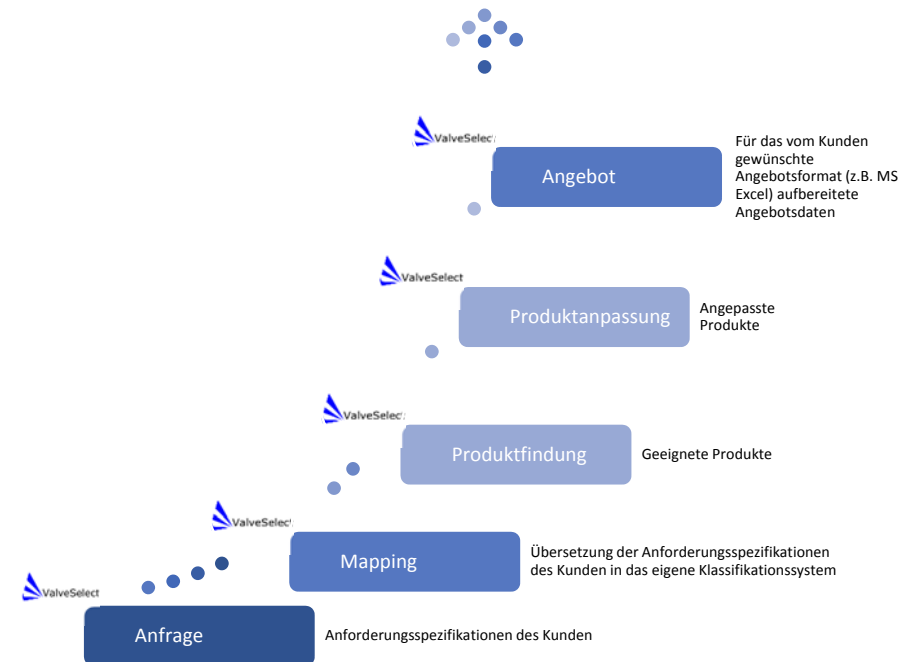 ValveSelect
Angebot
Für das vom Kunden
gewünschte
Angebotsformat (z.B. MS
Excel) aufbereitete
Angebotsdaten
ValveSelect
Produktanpassung
Angepasste
Produkte
ValveSelect
Produktfindung
Geeignete Produkte
ValveSelect
Mapping
Übersetzung der Anforderungsspezifikationen
des Kunden in das eigene Klassifikationssystem
ValveSelect
Anfrage
Anforderungsspezifikationen des Kunden